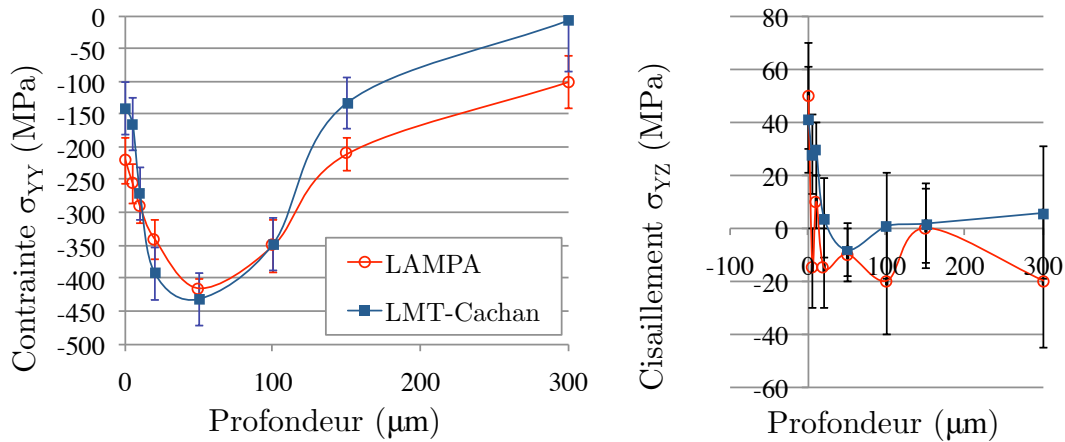 0
-50
-100
-150
-200
-250
-300
-350
-400
-450
-500
Contrainte σYY (MPa)
LAMPA
LMT-Cachan
0 100 200 300
Profondeur (μm)
80
60
40
20
0
-20
-40
-60
Cisaillement σYZ (MPa)
-100 0 100 200 300
Profondeur (μm)